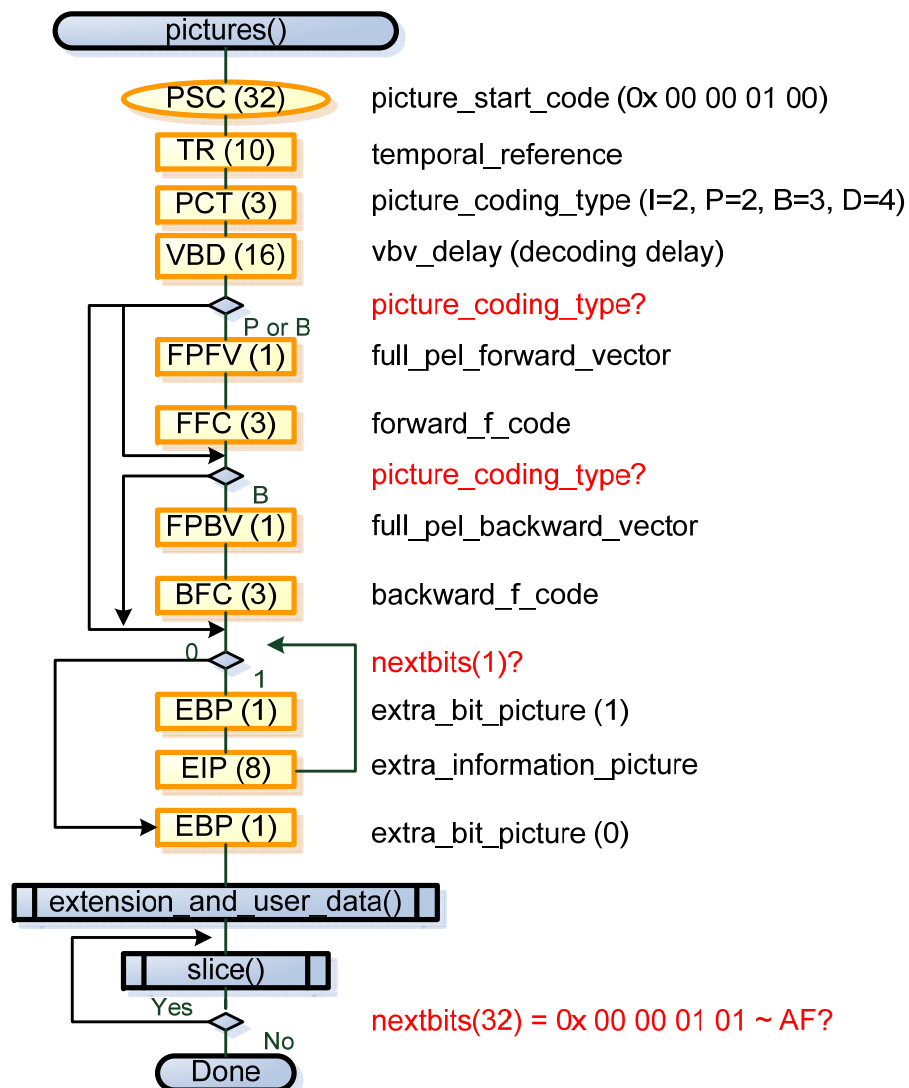 pictures()
PSC (32) picture_start_code (0x 00 00 01 00)
TR (10) temporal_reference
PCT (3) picture_coding_type (I=2, P=2, B=3, D=4)
VBD (16) vbv_delay (decoding delay)
picture_coding_type?
P or B
FPFV (1) full_pel_forward_vector
FFC (3) forward_f_code
picture_coding_type?
B
FPBV (1) full_pel_backward_vector
BFC (3) backward_f_code
0 nextbits(1)?
1
EBP (1) extra_bit_picture (1)
EIP (8) extra_information_picture
EBP (1) extra_bit_picture (0)
extension_and_user_data()
slice()
Yes nextbits(32) = 0x 00 00 01 01 ~ AF?
No
Done